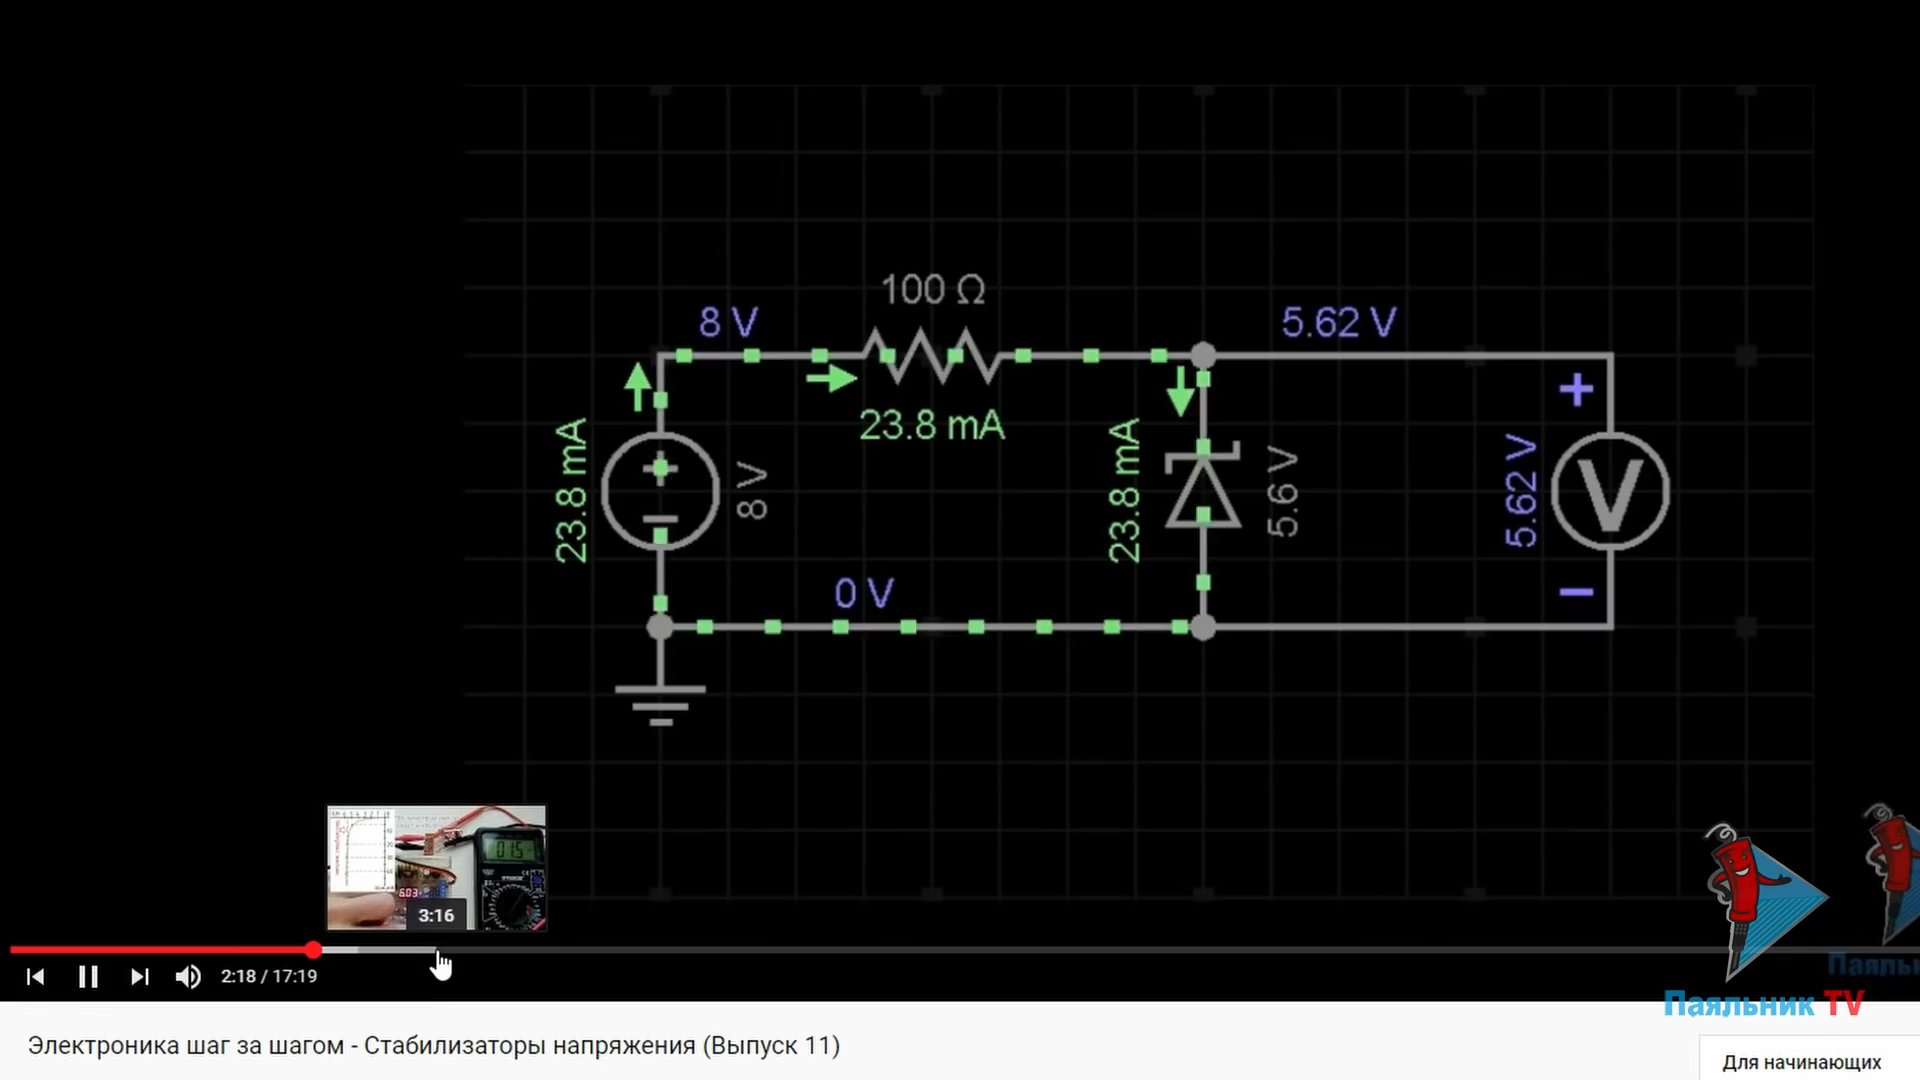 100 Ω
8 V
5.62 V
23.8 mA
23.8 mA
8 V
23.8 mA
5.6 V
5.62 V
+
V
−
0 V
3:16
2:18 / 17:19
Паяльник TV
Электроника шаг за шагом - Стабилизаторы напряжения (Выпуск 11)
Для начинающих